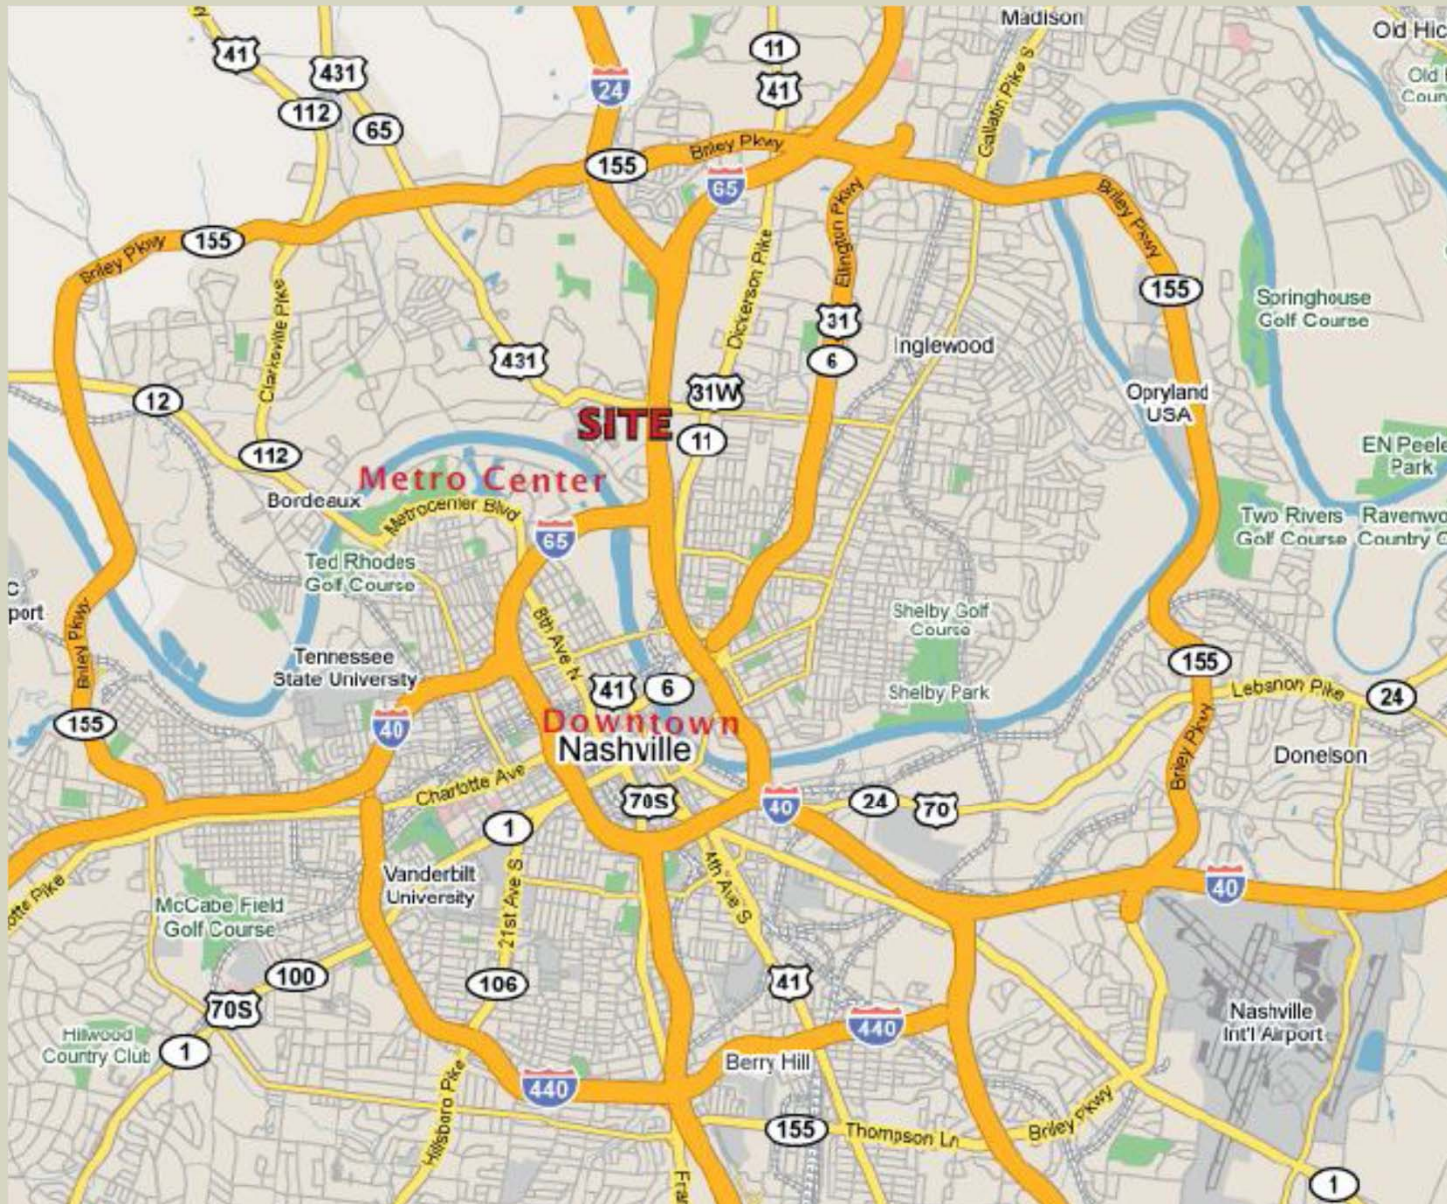 Madison
Old Hic
41
431
11
41
24
112
65
Gallatin Pike S
155
Briley Pkwy
65
Ellington Pkwy
Briley Pkwy
Briley Pkwy
155
155
Dickerson Pike
Springhouse
Golf Course
Clarksville Pike
31
6
Inglewood
431
12
31W
Opryland
USA
SITE
11
112
EN Peele
Park
Metro Center
Bordeaux
Metrocenter Blvd
65
Two Rivers
Golf Course
Ravenwo
Country C
Ted Rhodes
Golf Course
port
Briley Pkwy
8th Ave N
Shelby Golf
Course
Tennessee
State University
155
41
6
Shelby Park
Lebanon Pike
24
155
40
Downtown
Nashville
Briley Pkwy
Donelson
Charlotte Ave
70S
40
24
70
1
Vanderbilt
University
4th Ave S
40
otte Pike
McCabe Field
Golf Course
21st Ave S
100
106
41
70S
Nashville
Int'l Airport
Hillwood
Country Club
1
440
Berry Hill
440
Hillsboro Pike
155
Thompson Ln
Briley Pkwy
Fra
1